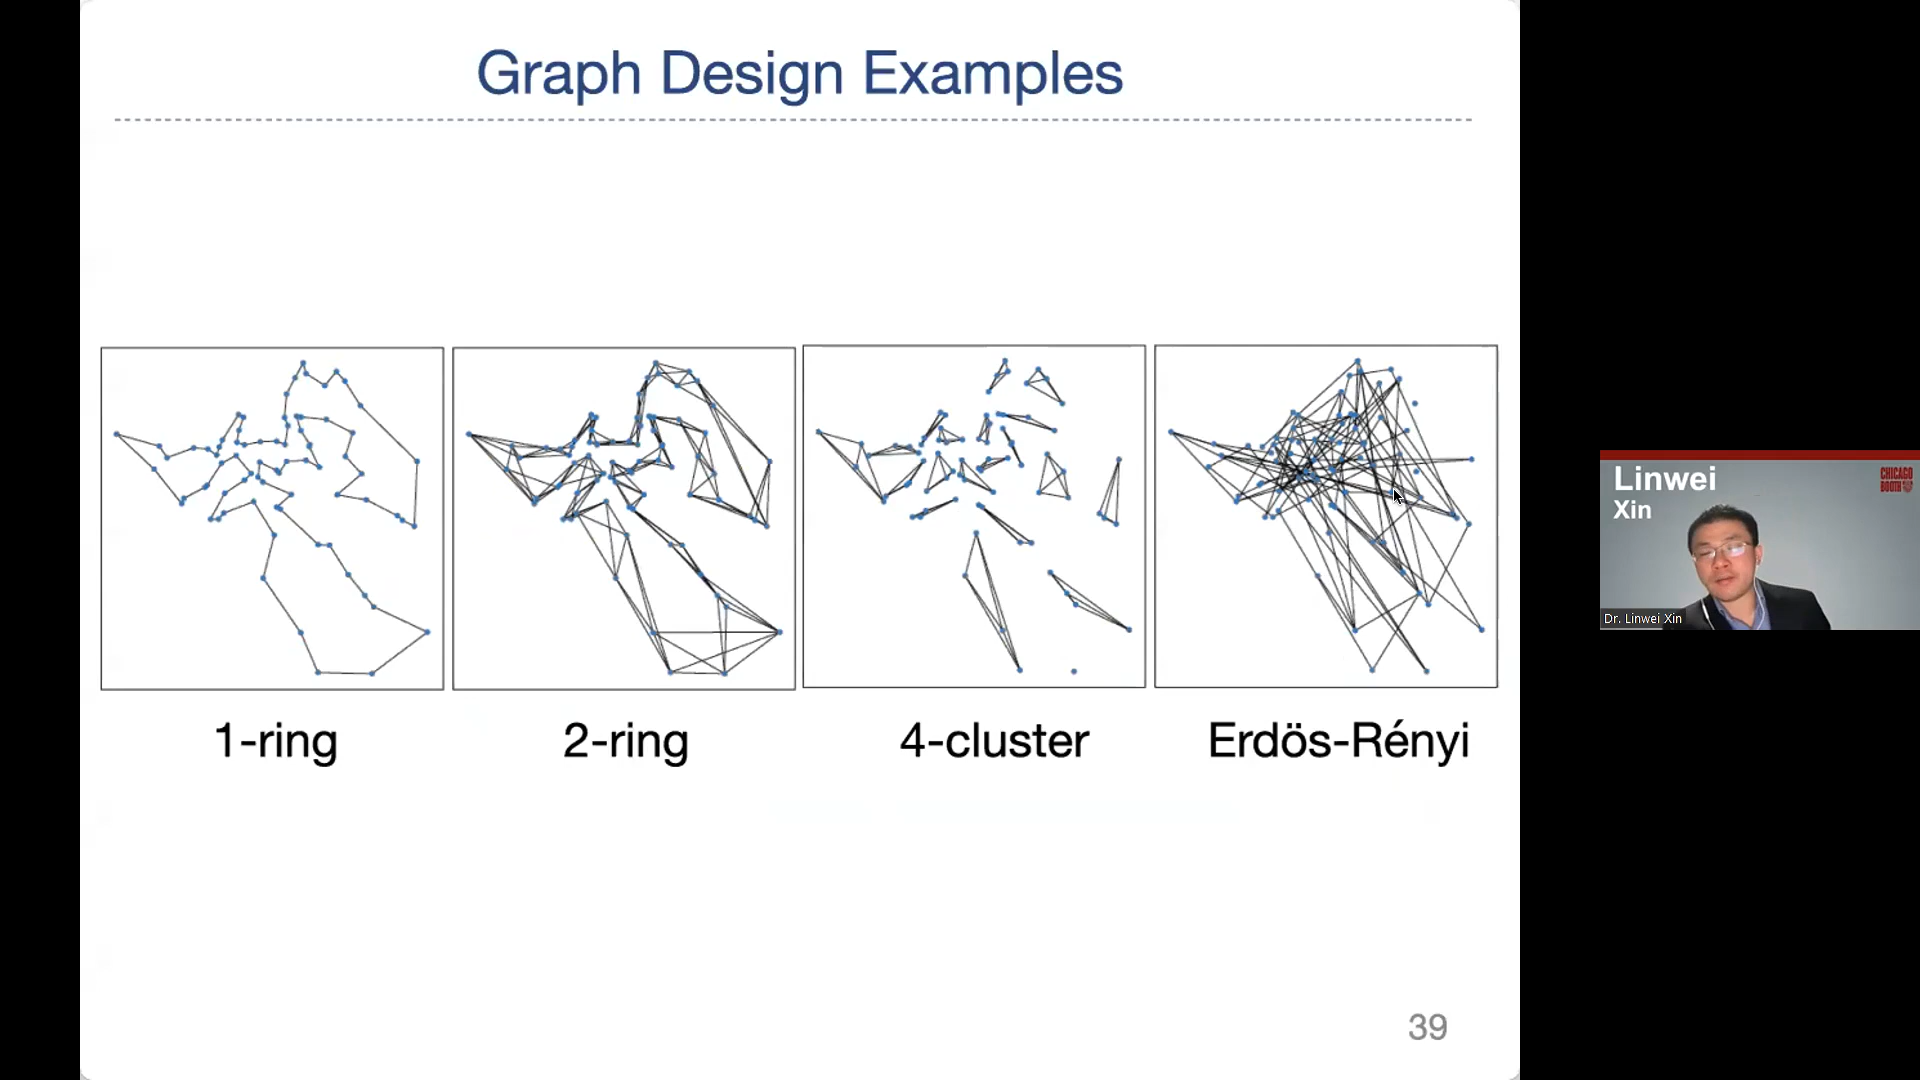 Graph Design Examples
1-ring
2-ring
4-cluster
Erdös-Rényi
39
Linwei
Xin
CHICAGO
BOOTH
Dr. Linwei Xin